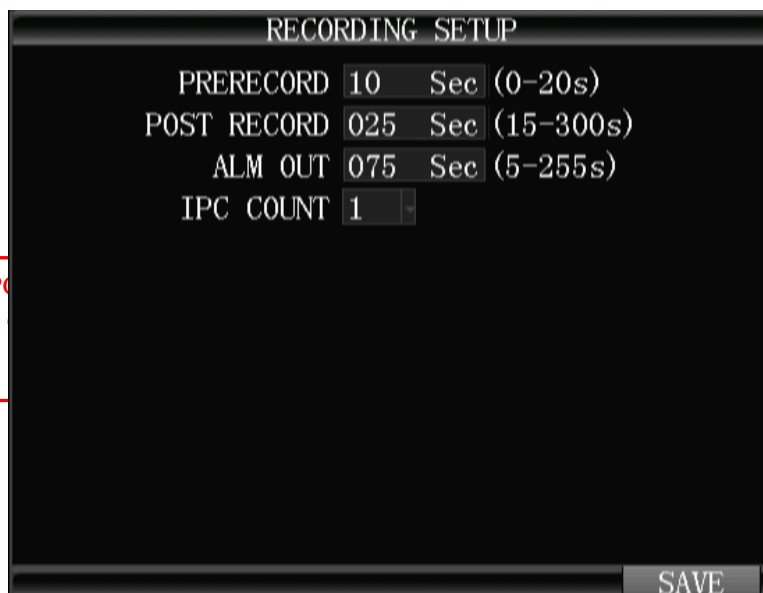 RECORDING SETUP
PRERECORD 10 Sec (0-20s)
POST RECORD 025 Sec (15-300s)
ALM OUT 075 Sec (5-255s)
IPC COUNT 1
SAVE